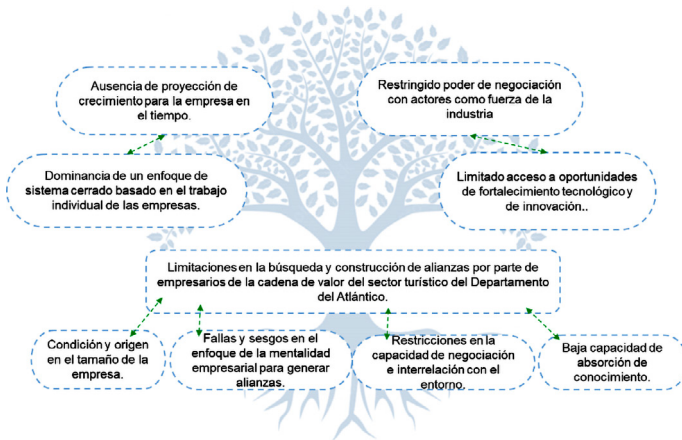 Ausencia de proyección de
crecimiento para la empresa en
el tiempo.
Restringido poder de negociación
con actores como fuerza de la
industria
Dominancia de un enfoque de
sistema cerrado basado en el trabajo
individual de las empresas.
Limitado acceso a oportunidades
de fortalecimiento tecnológico y
de innovación..
Limitaciones en la búsqueda y construcción de alianzas por parte de
empresarios de la cadena de valor del sector turístico del Departamento
del Atlántico.
Condición y origen
en el tamaño de la
empresa.
Fallas y sesgos en el
enfoque de la mentalidad
empresarial para generar
alianzas.
Restricciones en la
capacidad de negociación
e interrelación con el
entorno.
Baja capacidad de
absorción de
conocimiento.